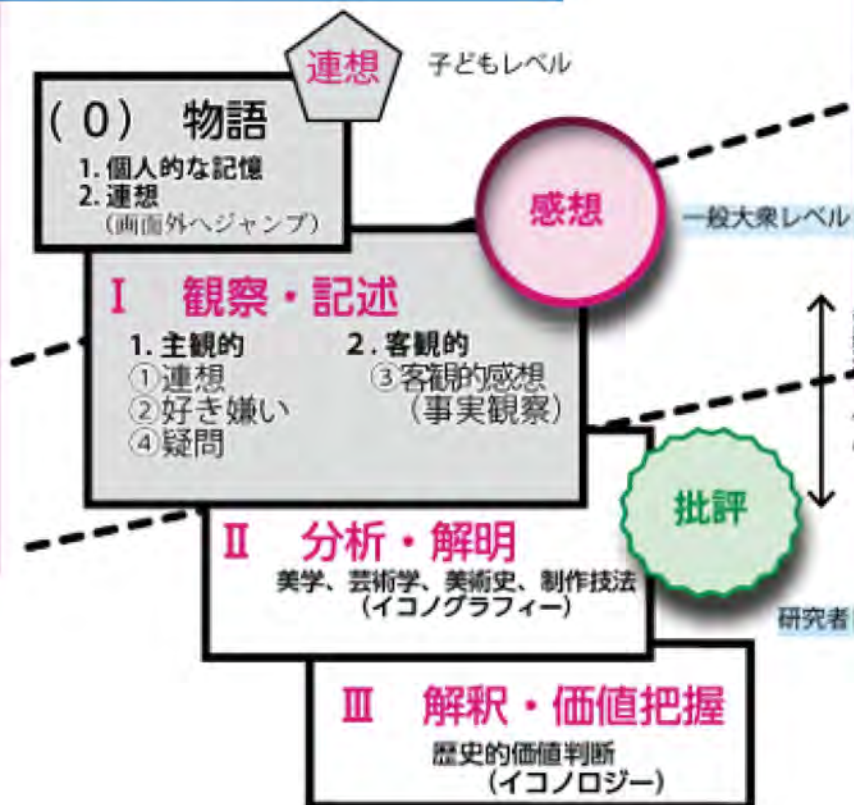 連想
子どもレベル
(0) 物語
1. 個人的な記憶
2. 連想
(画面外へジャンプ)
感想
一般大衆レベル
I 観察・記述
1. 主観的
①連想
②好き嫌い
④疑問
2. 客観的
③客観的感想
(事実観察)
批評
II 分析・解明
美学、芸術学、美術史、制作技法
(イコノグラフィー)
研究者
III 解釈・価値把握
歴史的価値判断
(イコノロジー)